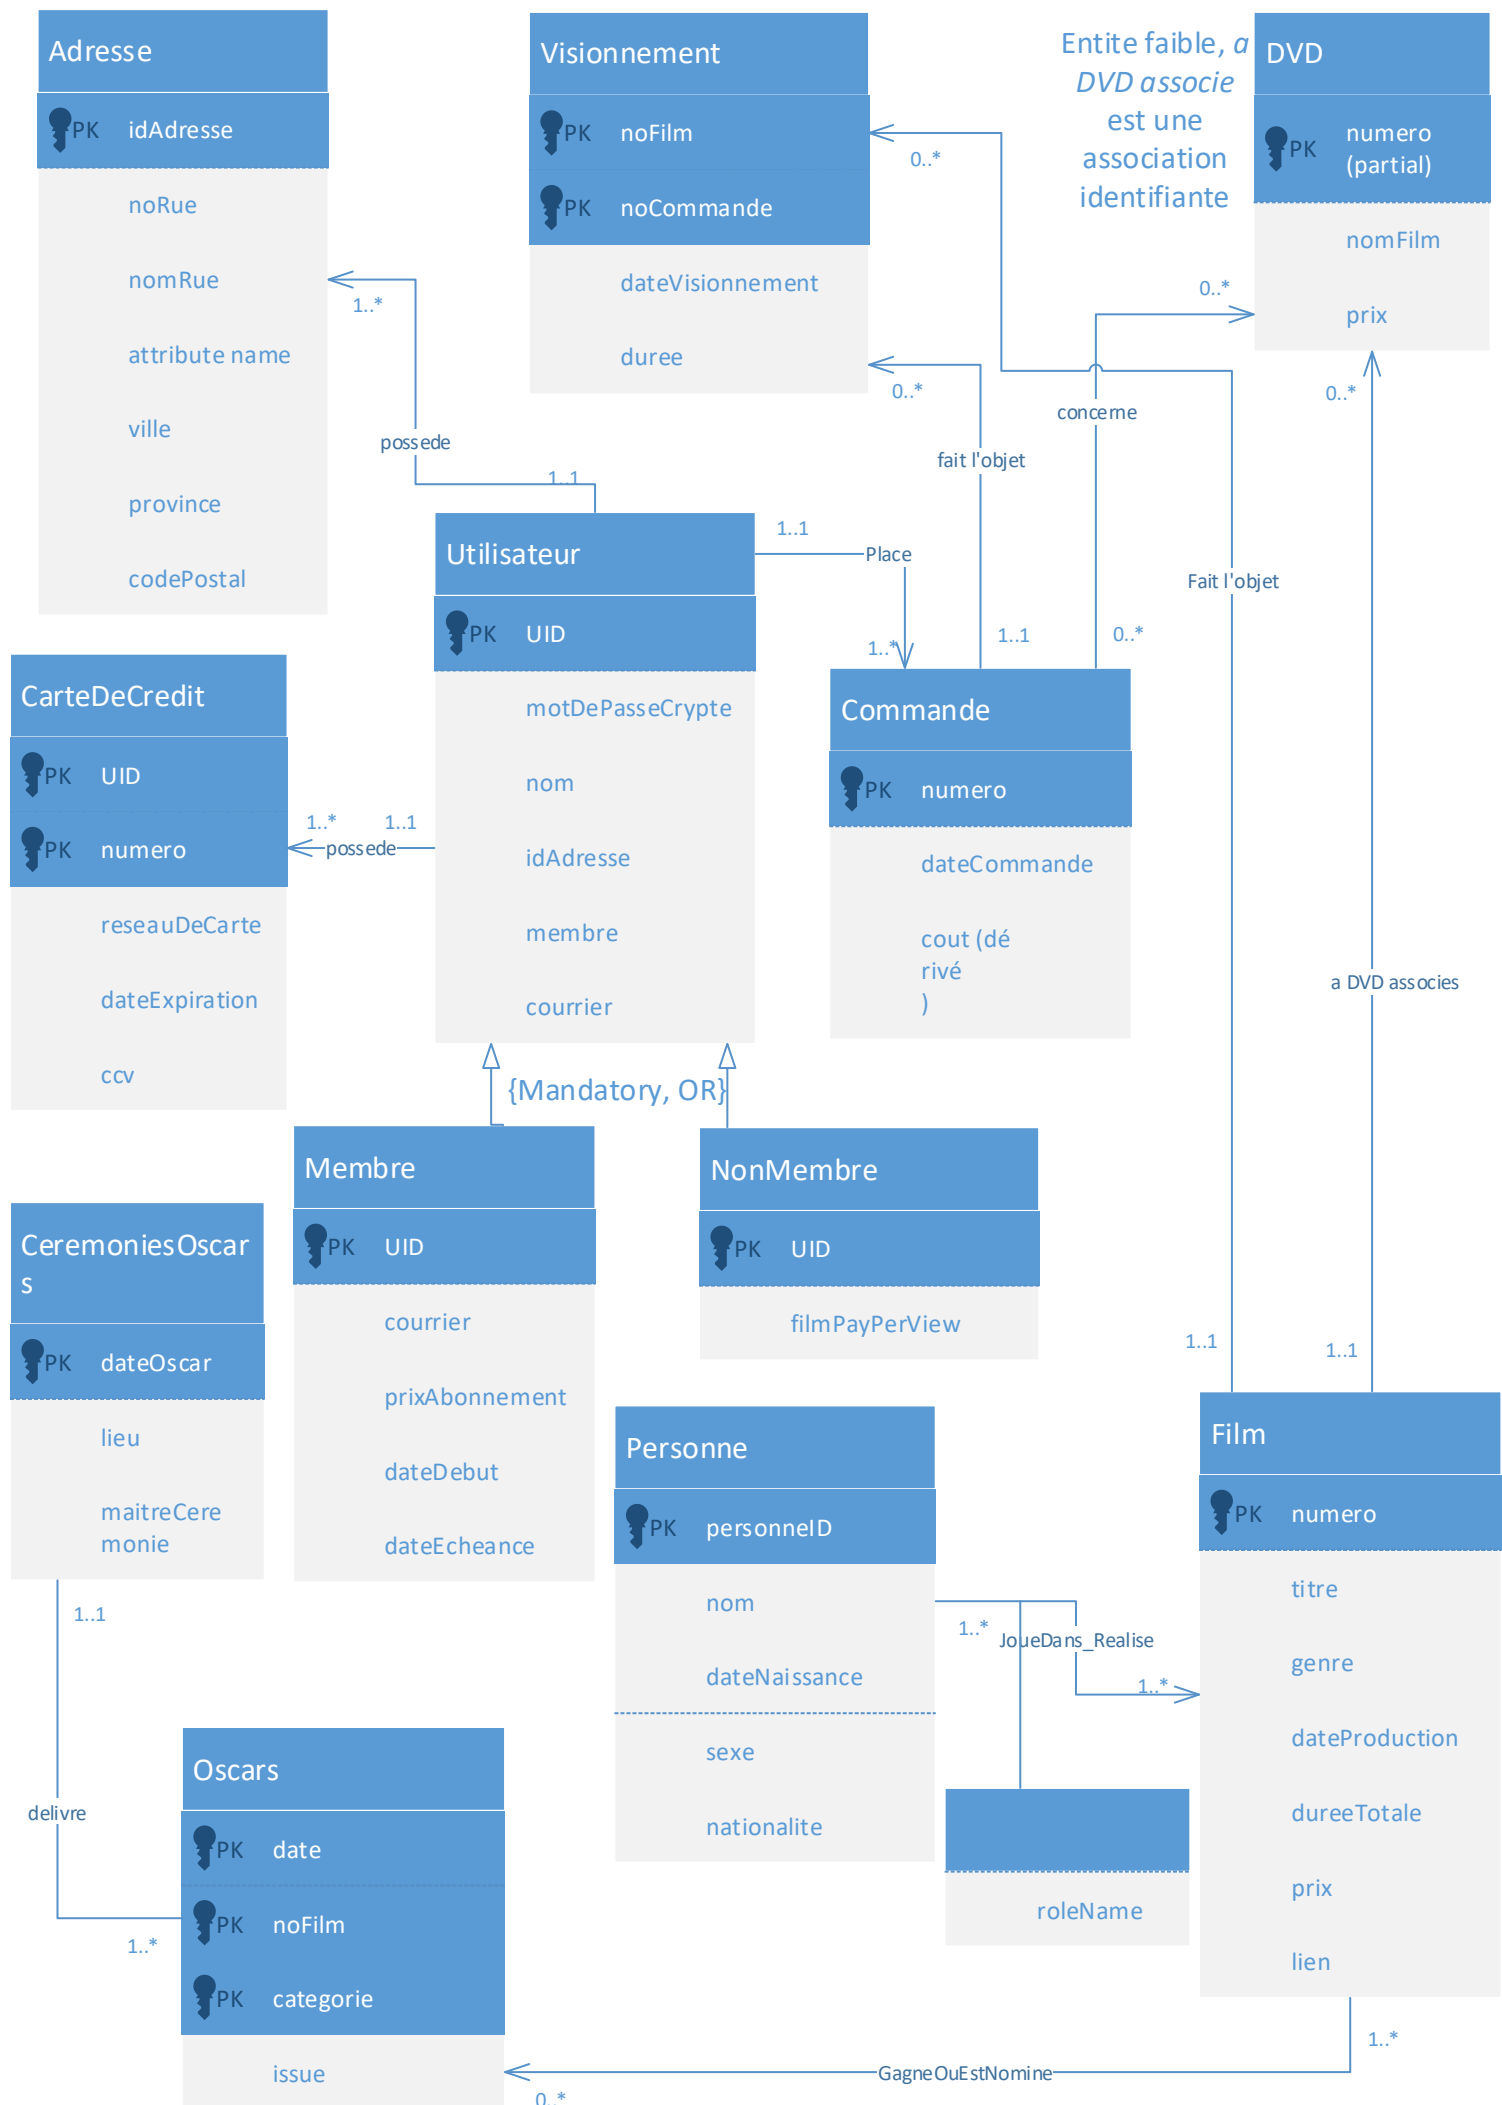 Adresse
PK idAdresse
noRue
nomRue
attribute name
ville
province
codePostal
Visionnement
PK noFilm
PK noCommande
dateVisionnement
duree
Entite faible, a
DVD associe
est une
association
identifiante
DVD
PK numero
(partial)
nomFilm
prix
1..*
possede
1..1
0..*
0..*
fait l'objet
1..1
0..*
concerne
0..*
0..*
a DVD associes
1..1
Fait l'objet
1..1
Utilisateur
PK UID
motDePasseCrypte
nom
idAdresse
membre
courrier
1..1
Place
1..*
Commande
PK numero
dateCommande
cout (dé
rivé
)
CarteDeCredit
PK UID
PK numero
reseauDeCarte
dateExpiration
ccv
1..*
1..1
possede
{Mandatory, OR}
Membre
PK UID
courrier
prixAbonnement
dateDebut
dateEcheance
NonMembre
PK UID
filmPayPerView
CeremoniesOscar
s
PK dateOscar
lieu
maitreCere
monie
1..1
delivre
1..*
Personne
PK personneID
nom
dateNaissance
sexe
nationalite
1..*
JoueDans_Realise
1..*
roleName
Film
PK numero
titre
genre
dateProduction
dureeTotale
prix
lien
Oscars
PK date
PK noFilm
PK categorie
issue
1..*
GagneOuEstNomine
0..*